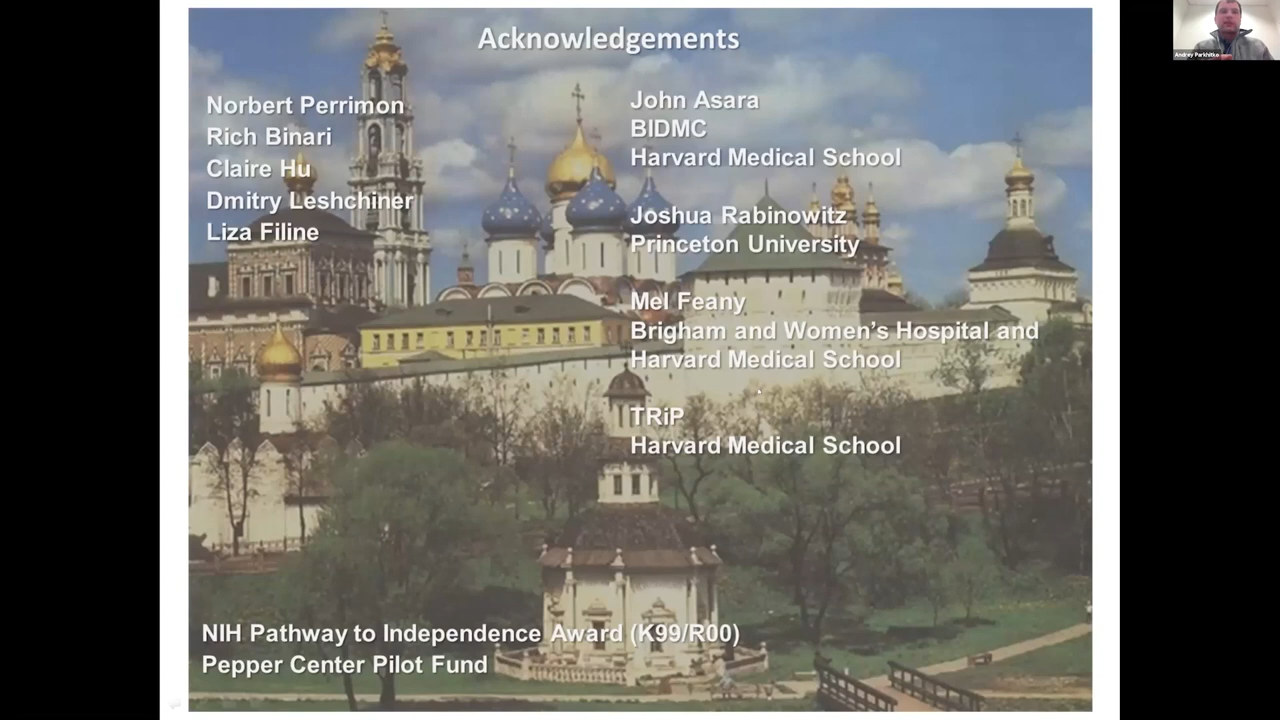 Acknowledgements
Norbert Perrimon
Rich Binari
Claire Hu
Dmitry Leshchiner
Liza Filine
John Asara
BIDMC
Harvard Medical School
Joshua Rabinowitz
Princeton University
Mel Feany
Brigham and Women’s Hospital and
Harvard Medical School
TRiP
Harvard Medical School
NIH Pathway to Independence Award (K99/R00)
Pepper Center Pilot Fund
Andrey Parkhitko